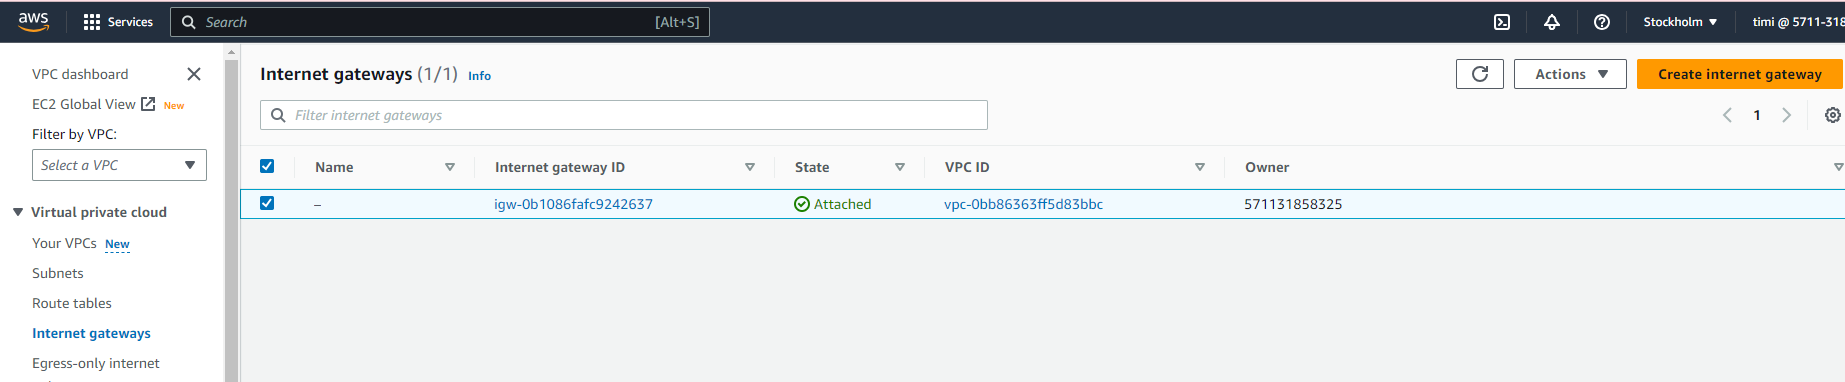 aws Services Search [Alt+S] Stockholm timi @ 5711-318
VPC dashboard
EC2 Global View New
Filter by VPC:
Select a VPC
Virtual private cloud
Your VPCs New
Subnets
Route tables
Internet gateways
Egress-only internet
Internet gateways (1/1) Info
Actions
Create internet gateway
Filter internet gateways
1
Name Internet gateway ID State VPC ID Owner
– igw-0b1086fafc9242637 Attached vpc-0bb86363ff5d83bbc 571131858325